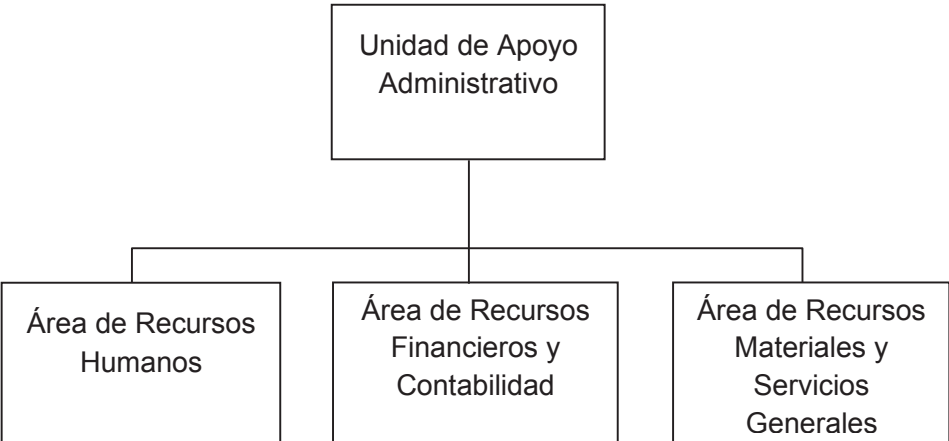 Unidad de Apoyo
Administrativo
Área de Recursos
Humanos
Área de Recursos
Financieros y
Contabilidad
Área de Recursos
Materiales y
Servicios
Generales